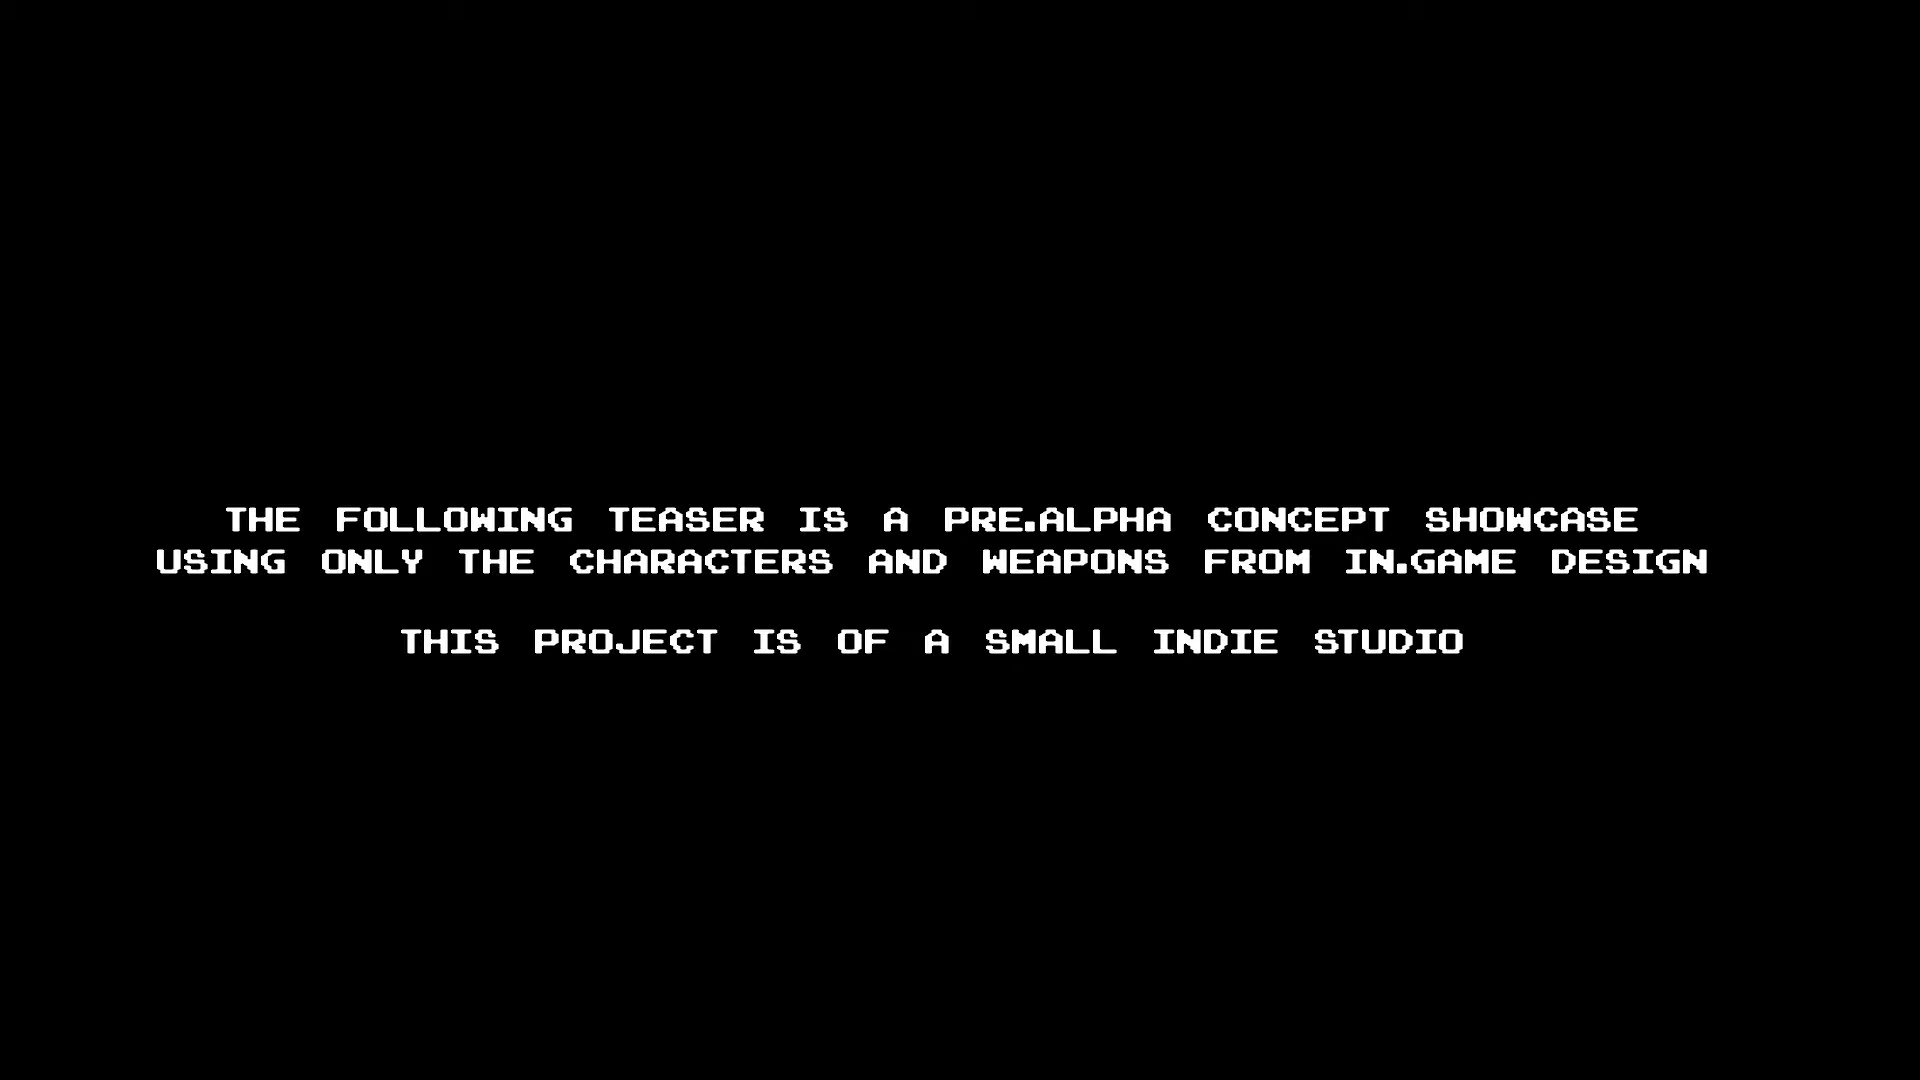 THE FOLLOWING TEASER IS A PRE.ALPHA CONCEPT SHOWCASE
USING ONLY THE CHARACTERS AND WEAPONS FROM IN.GAME DESIGN
THIS PROJECT IS OF A SMALL INDIE STUDIO